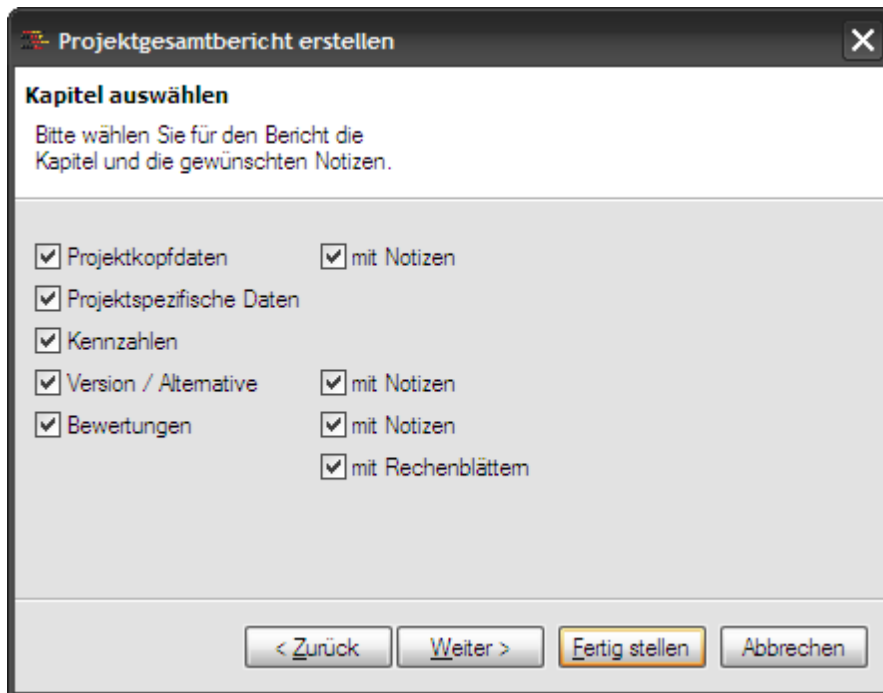 Projektgesamtbericht erstellen
Kapitel auswählen
Bitte wählen Sie für den Bericht die
Kapitel und die gewünschten Notizen.
Projektkopfdaten mit Notizen
Projektspezifische Daten
Kennzahlen
Version / Alternative mit Notizen
Bewertungen mit Notizen
mit Rechenblättern
< Zurück Weiter > Fertig stellen Abbrechen